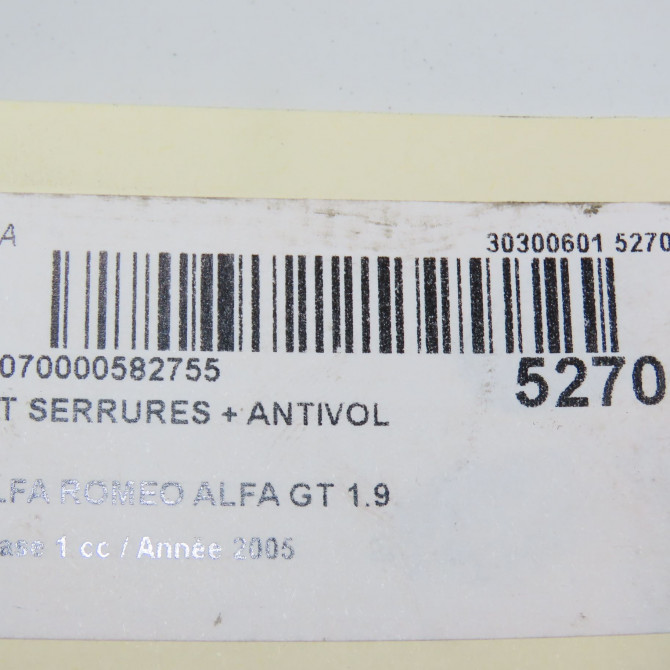 A 30300601 5270
070000582755 5270
T SERRURES + ANTIVOL
LFA ROMEO ALFA GT 1.9
ase 1 cc / Année 2005